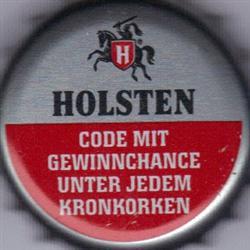 H
HOLSTEN
CODE MIT
GEWINNCHANCE
UNTER JEDEM
KRONKORKEN